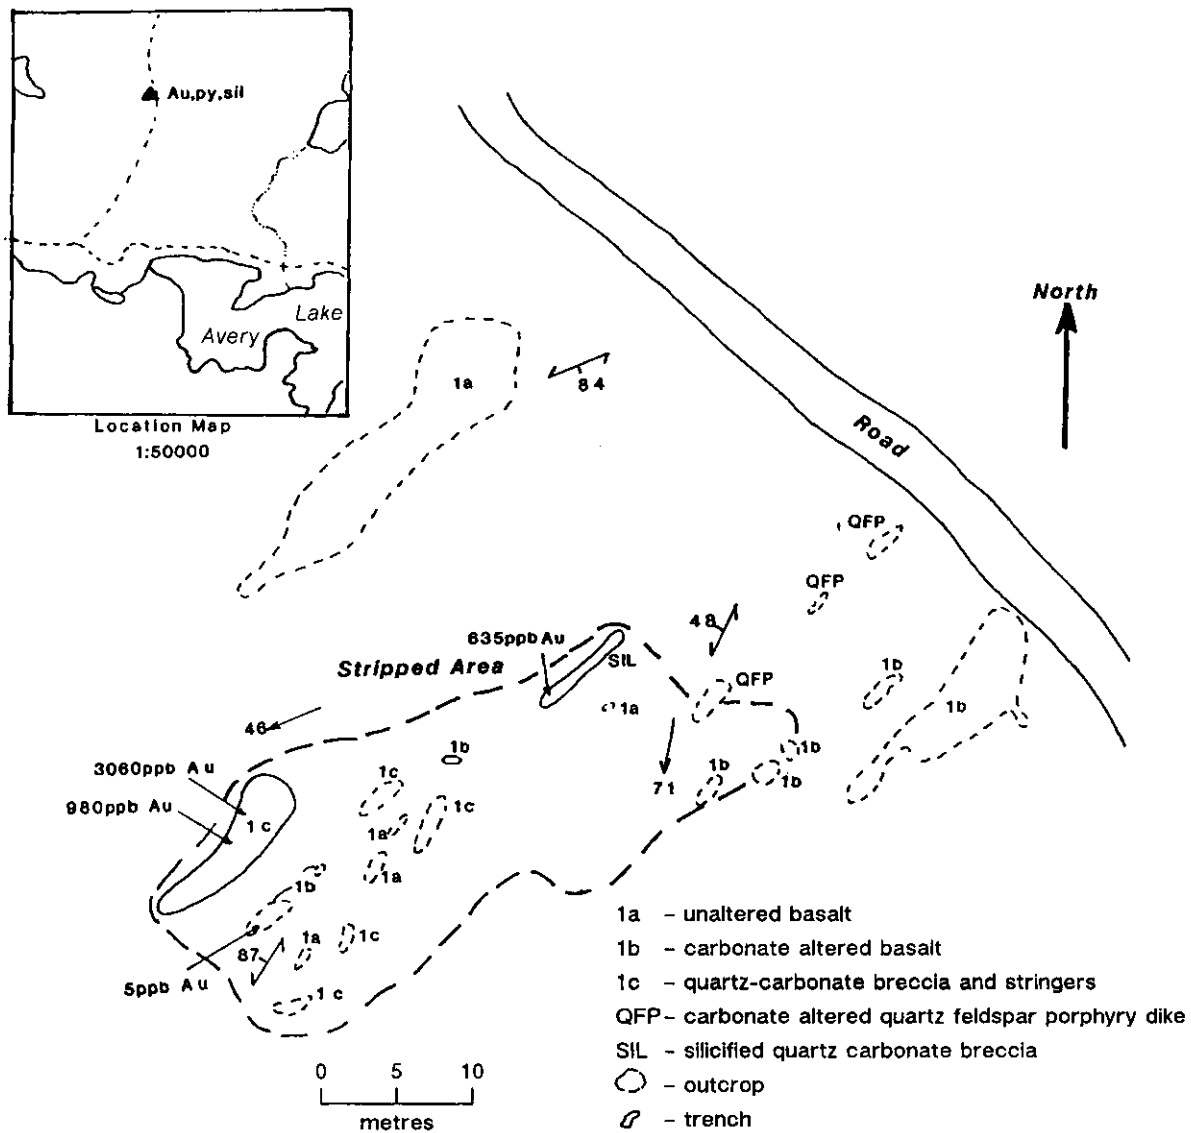 Au,py,sil
Lake
Avery
Location Map
1:50000
1a
84
North
Road
QFP
QFP
48
635ppb Au
SIL
Stripped Area
QFP
1b
1b
1a
46
1b
1b
3060ppb Au
1c
71
1b
1b
980ppb Au
1c
1c
1a
1a
1b
1a
1c
87
5ppb Au
1c
1a – unaltered basalt
1b – carbonate altered basalt
1c – quartz-carbonate breccia and stringers
QFP – carbonate altered quartz feldspar porphyry dike
SIL – silicified quartz carbonate breccia
– outcrop
– trench
0 5 10
metres